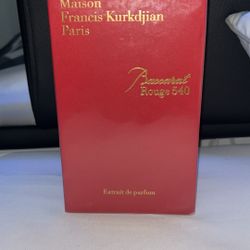 Maison
Francis Kurkdjian
Paris
Baccarat
Rouge 540
Extrait de parfum